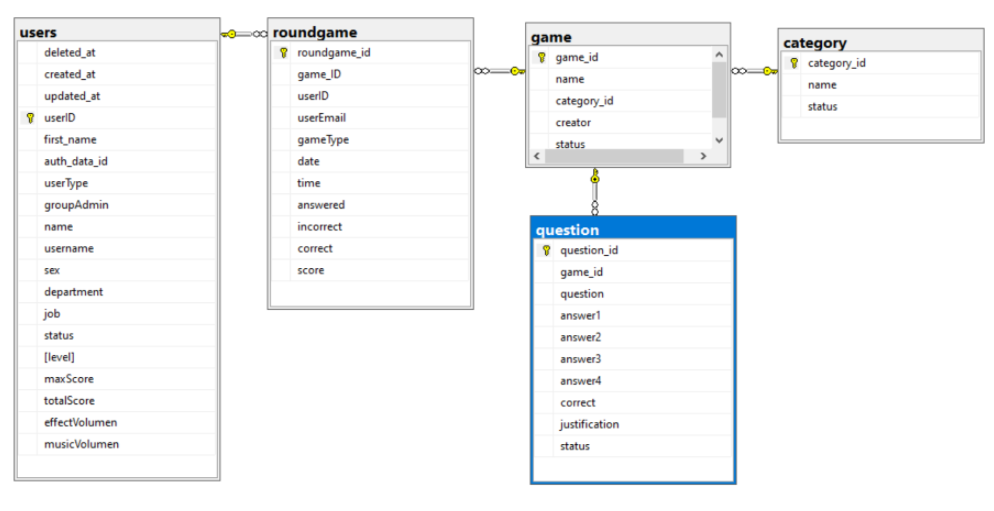 users
deleted_at
created_at
updated_at
userID
first_name
auth_data_id
userType
groupAdmin
name
username
sex
department
job
status
[level]
maxScore
totalScore
effectVolumen
musicVolumen
roundgame
roundgame_id
game_ID
userID
userEmail
gameType
date
time
answered
incorrect
correct
score
game
game_id
name
category_id
creator
status
category
category_id
name
status
question
question_id
game_id
question
answer1
answer2
answer3
answer4
correct
justification
status